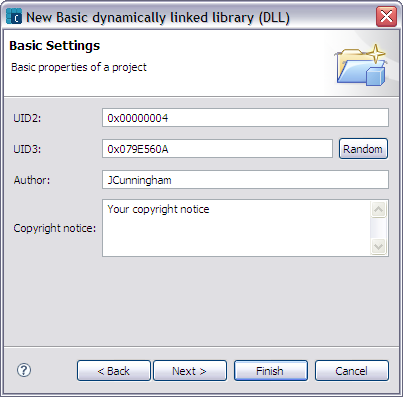 New Basic dynamically linked library (DLL)
Basic Settings
Basic properties of a project
UID2: 0x00000004
UID3: 0x079E560A Random
Author: JCunningham
Copyright notice: Your copyright notice
< Back Next > Finish Cancel